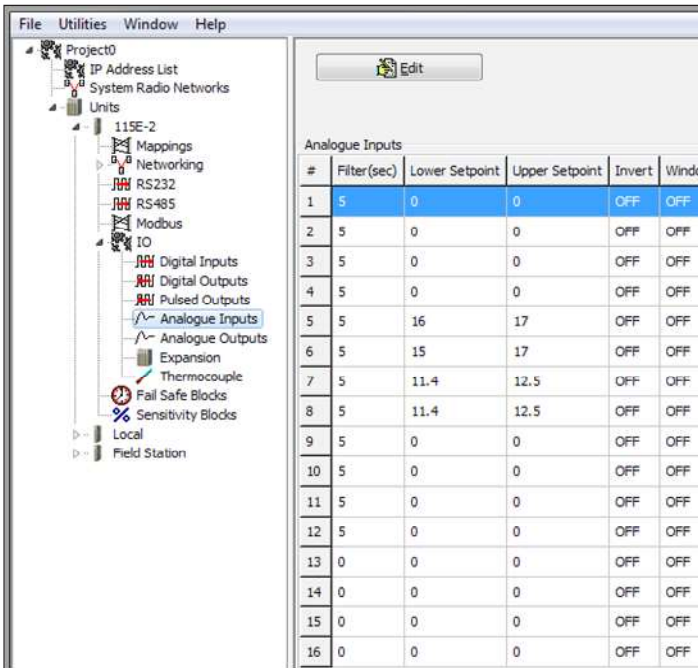 File Utilities Window Help
Project0
IP Address List
System Radio Networks
Units
115E-2
Mappings
Networking
RS232
RS485
Modbus
IO
Digital Inputs
Digital Outputs
Pulsed Outputs
Analogue Inputs
Analogue Outputs
Expansion
Thermocouple
Fail Safe Blocks
Sensitivity Blocks
Local
Field Station
Edit
Analogue Inputs
# Filter(sec) Lower Setpoint Upper Setpoint Invert Windo
1 5 0 0 OFF OFF
2 5 0 0 OFF OFF
3 5 0 0 OFF OFF
4 5 0 0 OFF OFF
5 5 16 17 OFF OFF
6 5 15 17 OFF OFF
7 5 11.4 12.5 OFF OFF
8 5 11.4 12.5 OFF OFF
9 5 0 0 OFF OFF
10 5 0 0 OFF OFF
11 5 0 0 OFF OFF
12 5 0 0 OFF OFF
13 0 0 0 OFF OFF
14 0 0 0 OFF OFF
15 0 0 0 OFF OFF
16 0 0 0 OFF OFF